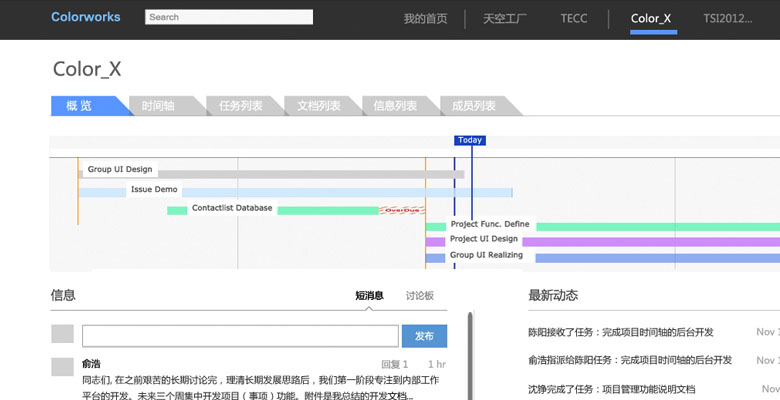 Colorworks
Search
我的首页
天空工厂
TECC
Color_X
TSI2012...
Color_X
概 览
时间轴
任务列表
文档列表
信息列表
成员列表
Today
Group UI Design
Issue Demo
Contactlist Database
OverDue
Project Func. Define
Project UI Design
Group UI Realizing
信息
短消息
讨论板
最新动态
发布
俞浩
回复 1
1 hr
同志们, 在之前艰苦的长期讨论完，理清长期发展思路后，我们第一阶段专注到内部工作
平台的开发。未来三个周集中开发项目（事项）功能。附件是我总结的开发文档...
陈阳接收了任务：完成项目时间轴的后台开发
Nov 1
俞浩指派给陈阳任务：完成项目时间轴的后台开发
Nov 1
沈铮完成了任务：项目管理功能说明文档
Nov